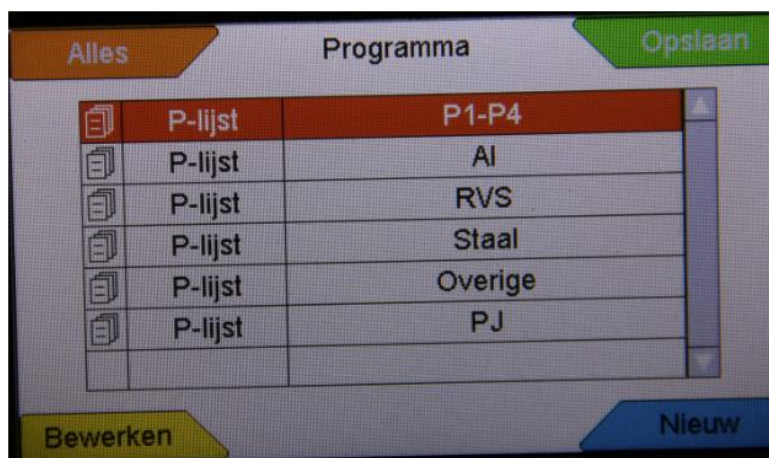 Alles Programma Opslaan
P-lijst P1-P4
P-lijst Al
P-lijst RVS
P-lijst Staal
P-lijst Overige
P-lijst PJ
Bewerken Nieuw